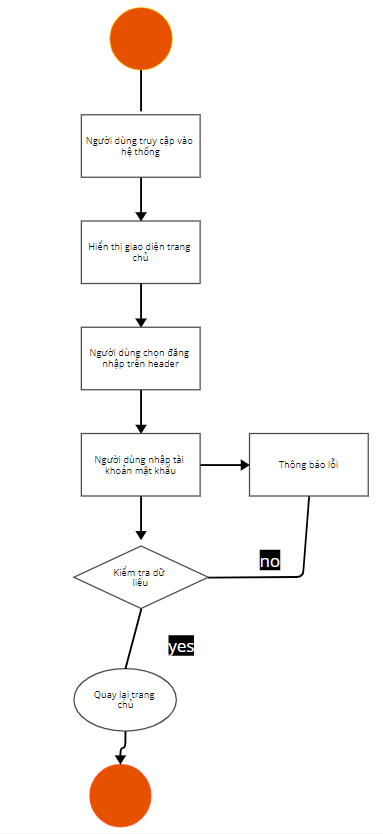 Người dùng truy cập vào
hệ thống
Hiển thị giao diện trang
chủ
Người dùng chọn đăng
nhập trên header
Người dùng nhập tài
khoản mật khẩu
Thông báo lỗi
Kiểm tra dữ
liệu
no
yes
Quay lại trang
chủ